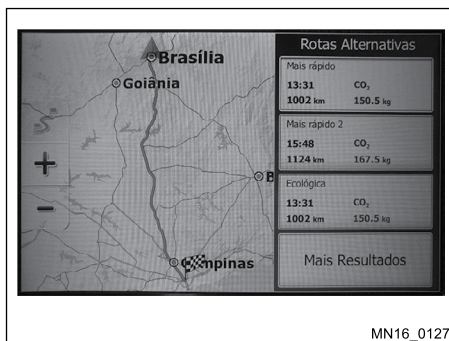 Rotas Alternativas
Brasília
Goiânia
Mais rápido
13:31 CO₂
1002 km 150.5 kg
Mais rápido 2
15:48 CO₂
1124 km 167.5 kg
B
Ecológica
13:31 CO₂
1002 km 150.5 kg
Mais Resultados
MN16_0127